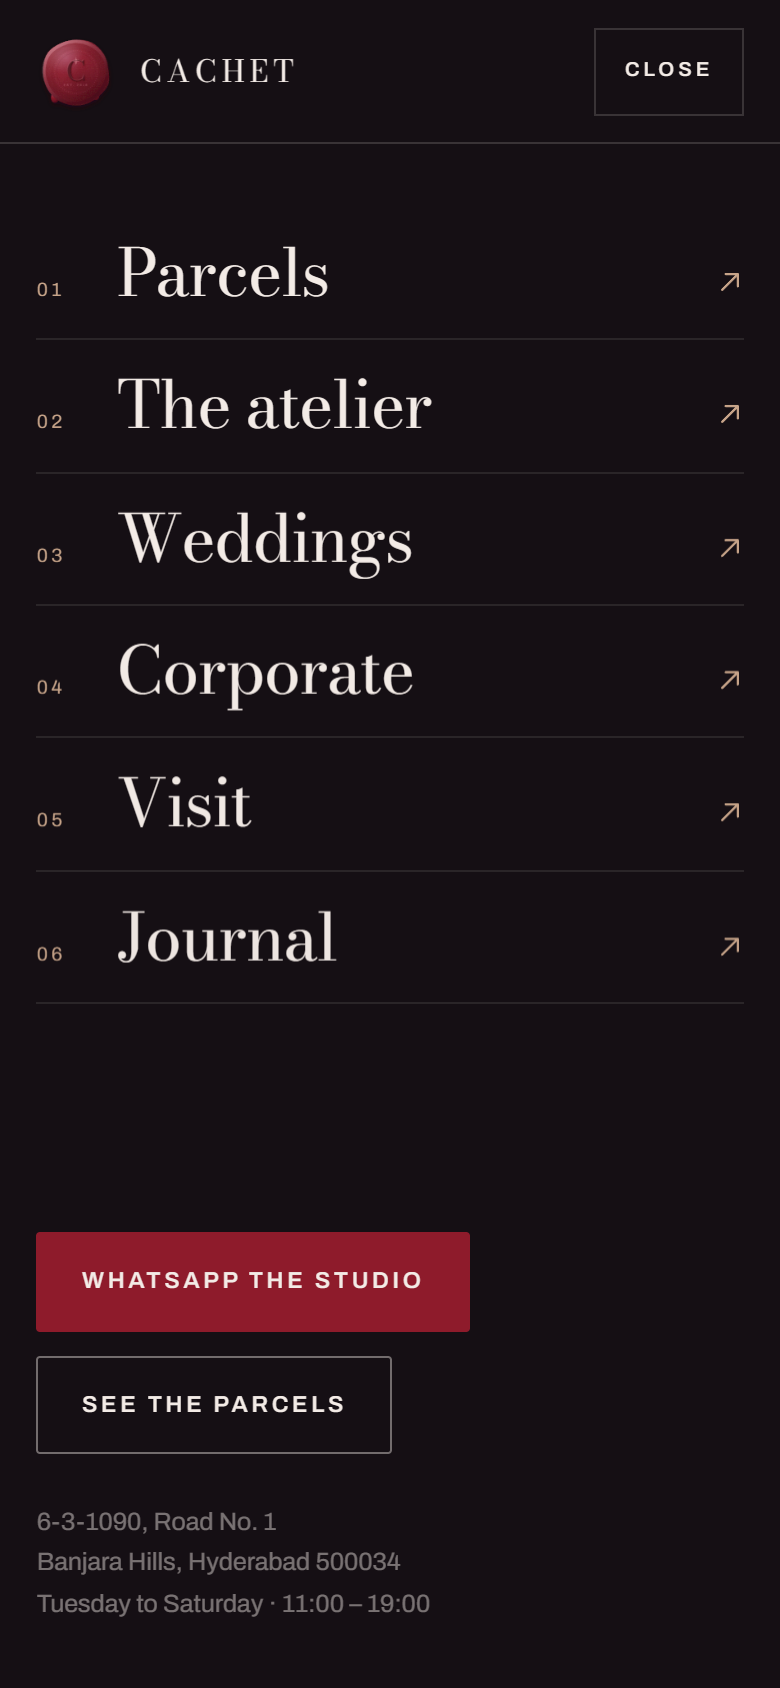 CACHET
CLOSE
01 Parcels
02 The atelier
03 Weddings
04 Corporate
05 Visit
06 Journal
WHATSAPP THE STUDIO
SEE THE PARCELS
6-3-1090, Road No. 1
Banjara Hills, Hyderabad 500034
Tuesday to Saturday · 11:00 – 19:00